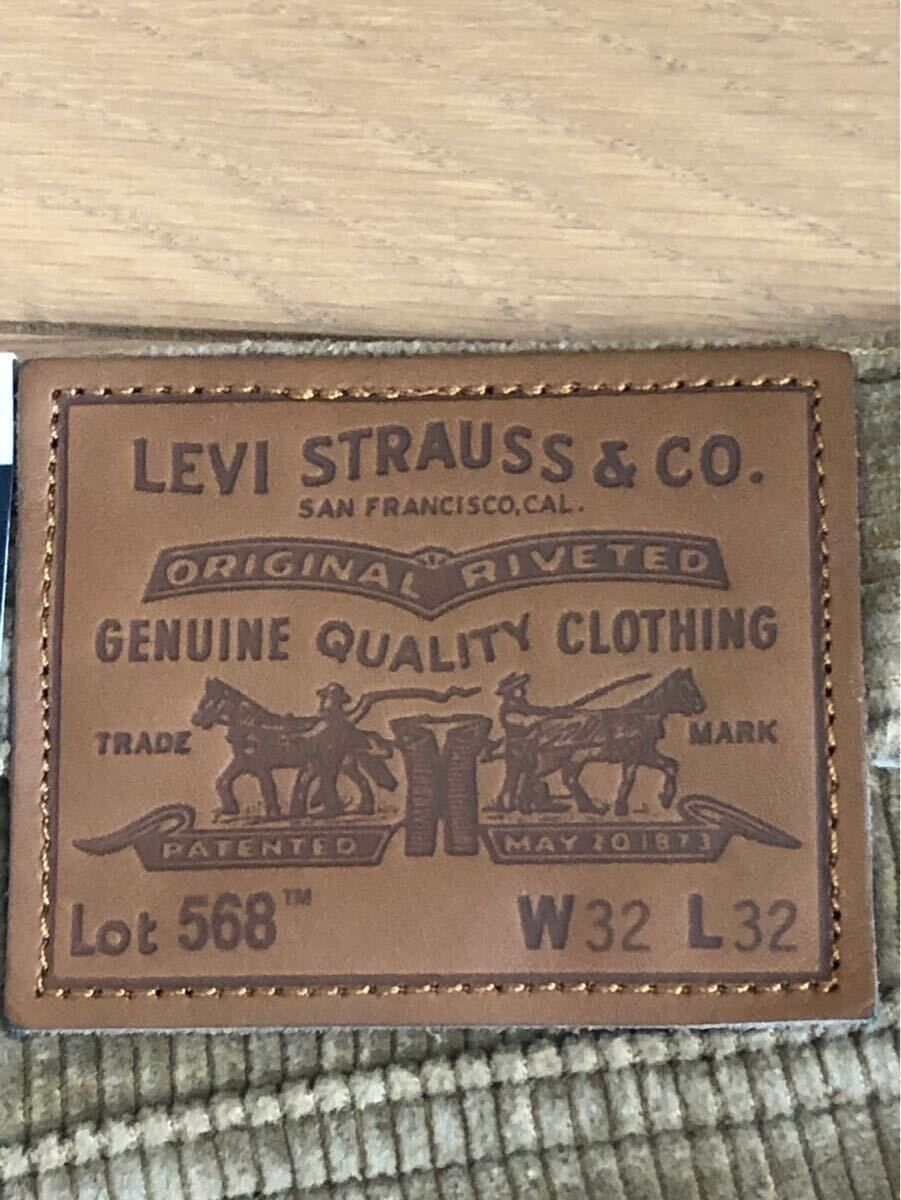 LEVI STRAUSS & CO.
SAN FRANCISCO, CAL.
ORIGINAL RIVETED
GENUINE QUALITY CLOTHING
TRADE MARK
PATENTED MAY 20 1873
Lot 568™ W32 L32